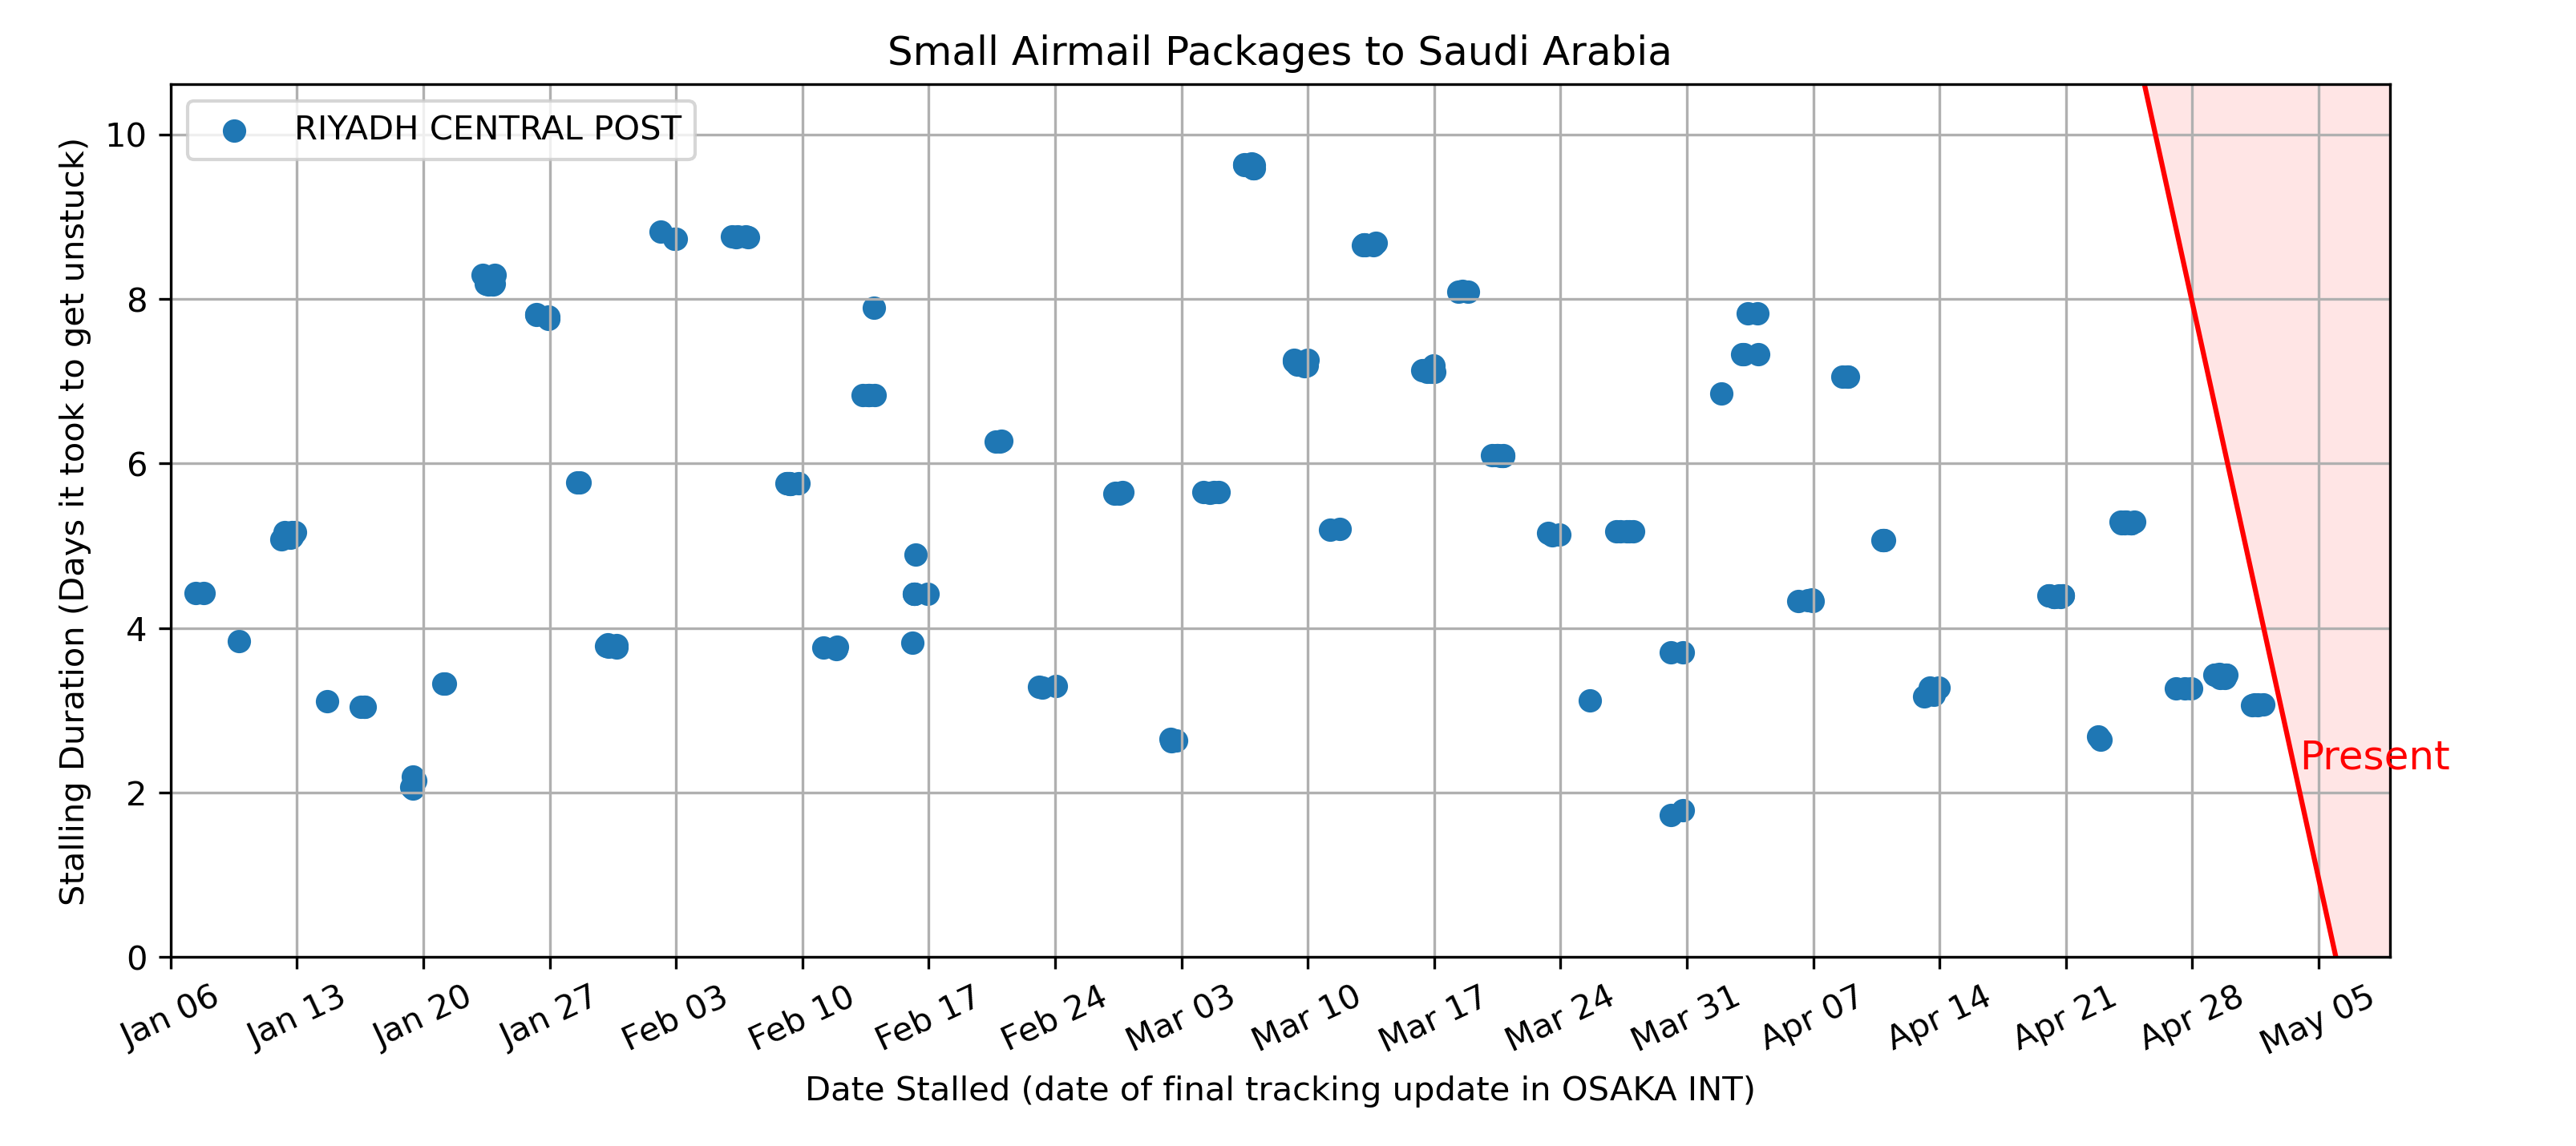 Small Airmail Packages to Saudi Arabia
RIYADH CENTRAL POST
Stalling Duration (Days it took to get unstuck)
10
8
6
4
2
0
Present
Jan 06 Jan 13 Jan 20 Jan 27 Feb 03 Feb 10 Feb 17 Feb 24 Mar 03 Mar 10 Mar 17 Mar 24 Mar 31 Apr 07 Apr 14 Apr 21 Apr 28 May 05
Date Stalled (date of final tracking update in OSAKA INT)